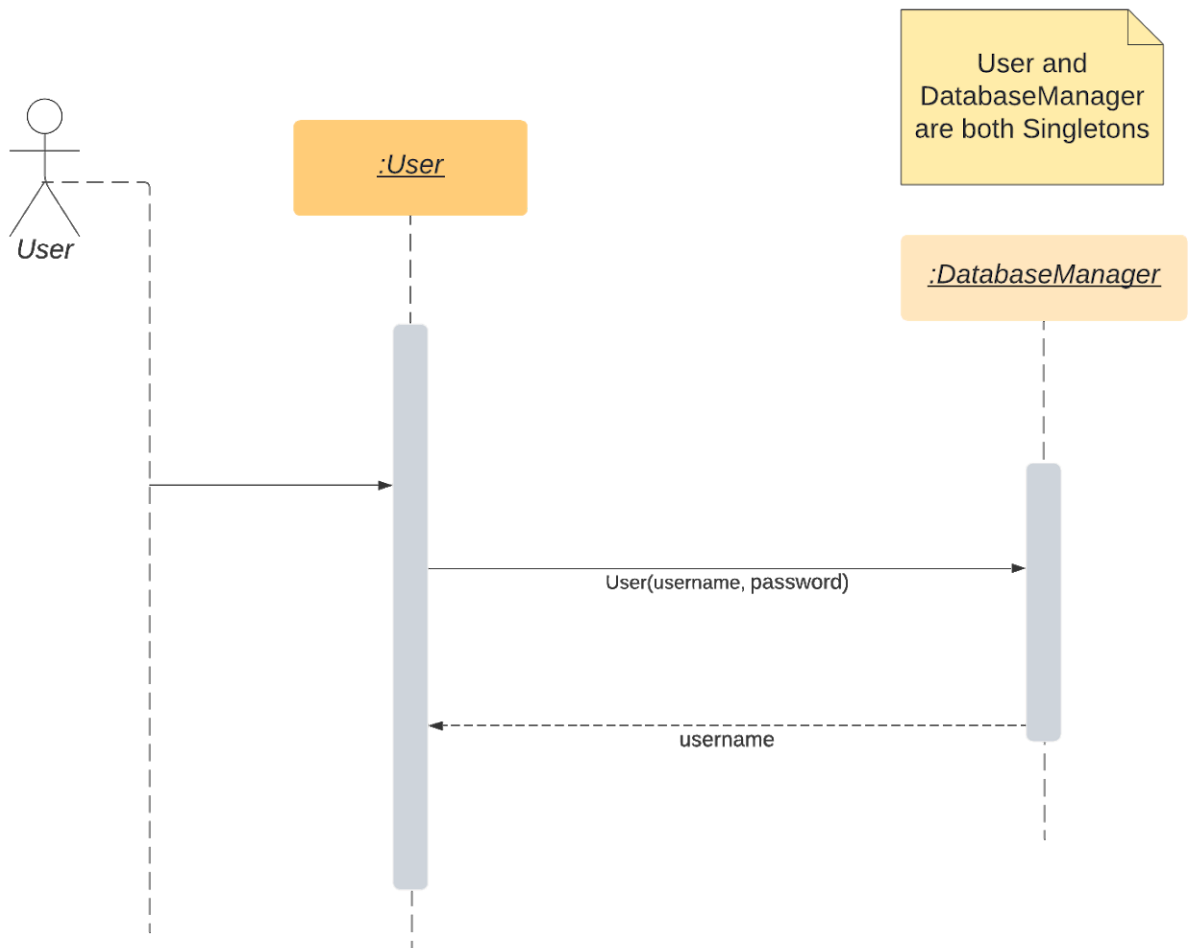 User and
DatabaseManager
are both Singletons
:User
User
:DatabaseManager
User(username, password)
username